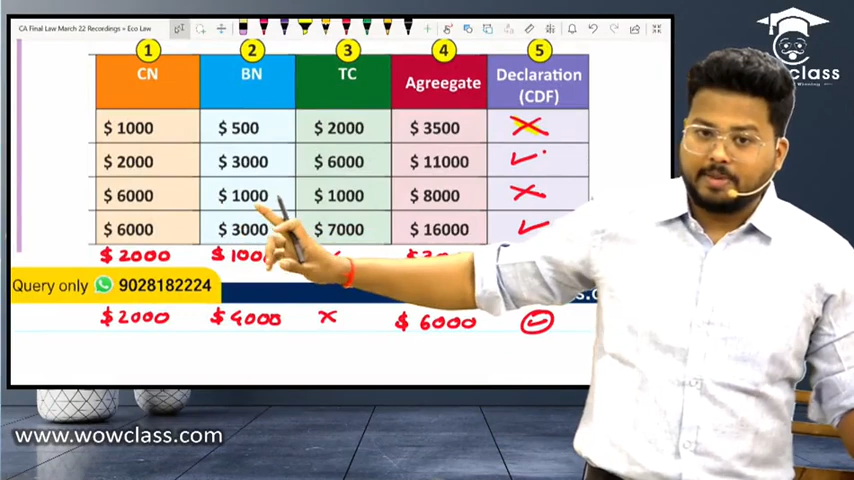 CA Final Law March 22 Recordings + Eco Law
1 2 3 4 5
CN BN TC Agreegate Declaration (CDF)
$ 1000 $ 500 $ 2000 $ 3500
$ 2000 $ 3000 $ 6000 $ 11000
$ 6000 $ 1000 $ 1000 $ 8000
$ 6000 $ 3000 $ 7000 $ 16000
$ 2000
Query only 9028182224
$ 2000 $ 4000 × $ 6000
www.wowclass.com
wowclass